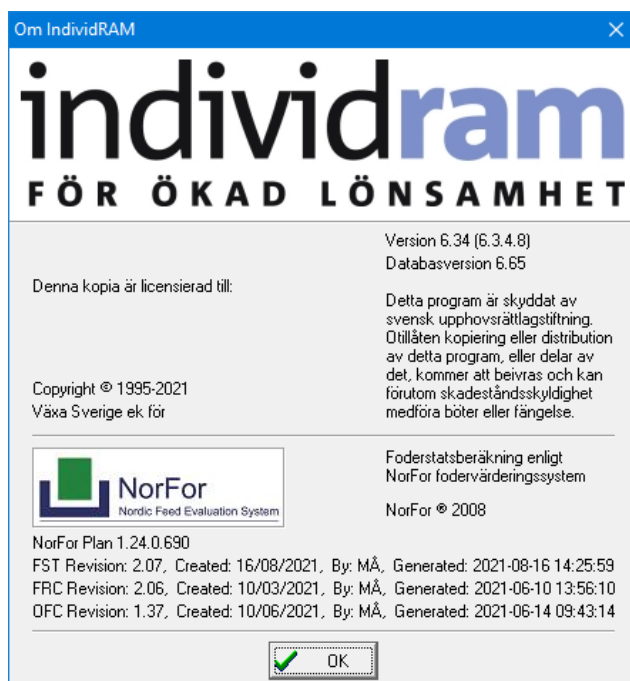 Om IndividRAM
individram
FÖR ÖKAD LÖNSAMHET
Version 6.34 (6.3.4.8)
Databasversion 6.65
Denna kopia är licensierad till:
Detta program är skyddat av
svensk upphovsrättlagstiftning.
Otillåten kopiering eller distribution
av detta program, eller delar av
det, kommer att beivras och kan
förutom skadeståndsskyldighet
medföra böter eller fängelse.
Copyright © 1995-2021
Växa Sverige ek för
NorFor
Nordic Feed Evaluation System
Foderstatsberäkning enligt
NorFor fodervärderingssystem
NorFor ® 2008
NorFor Plan 1.24.0.690
FST Revision: 2.07, Created: 16/08/2021, By: MÅ, Generated: 2021-08-16 14:25:59
FRC Revision: 2.06, Created: 10/03/2021, By: MÅ, Generated: 2021-06-10 13:56:10
OFC Revision: 1.37, Created: 10/06/2021, By: MÅ, Generated: 2021-06-14 09:43:14
OK